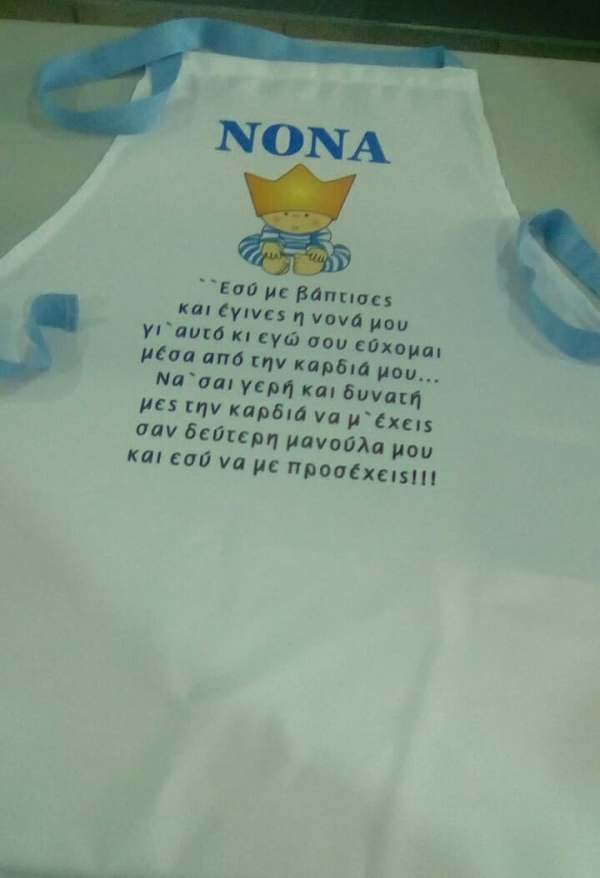 ΝΟΝΑ
``Εσύ με βάπτισες
και έγινες η νονά μου
γι`αυτό κι εγώ σου εύχομαι
μέσα από την καρδιά μου...
Να`σαι γερή και δυνατή
μες την καρδιά να μ`έχεις
σαν δεύτερη μανούλα μου
και εσύ να με προσέχεις!!!